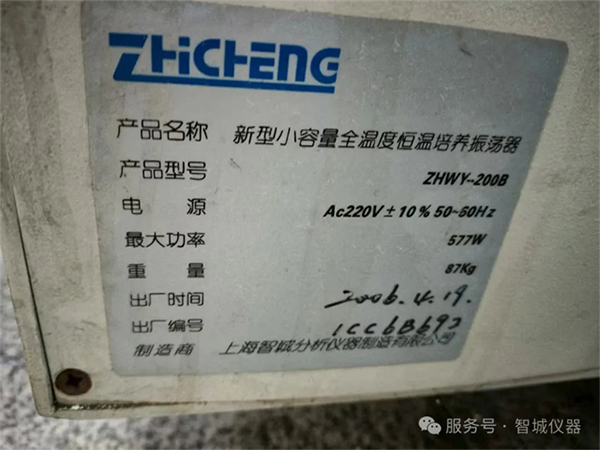 ZHICHENG
产品名称 新型小容量全温度恒温培养振荡器
产品型号 ZHWY-200B
电 源 Ac220V±10% 50~60Hz
最大功率 577W
重 量 87Kg
出厂时间 2006.4.19.
出厂编号
制造商 上海智城分析仪器制造有限公司
服务号·智城仪器